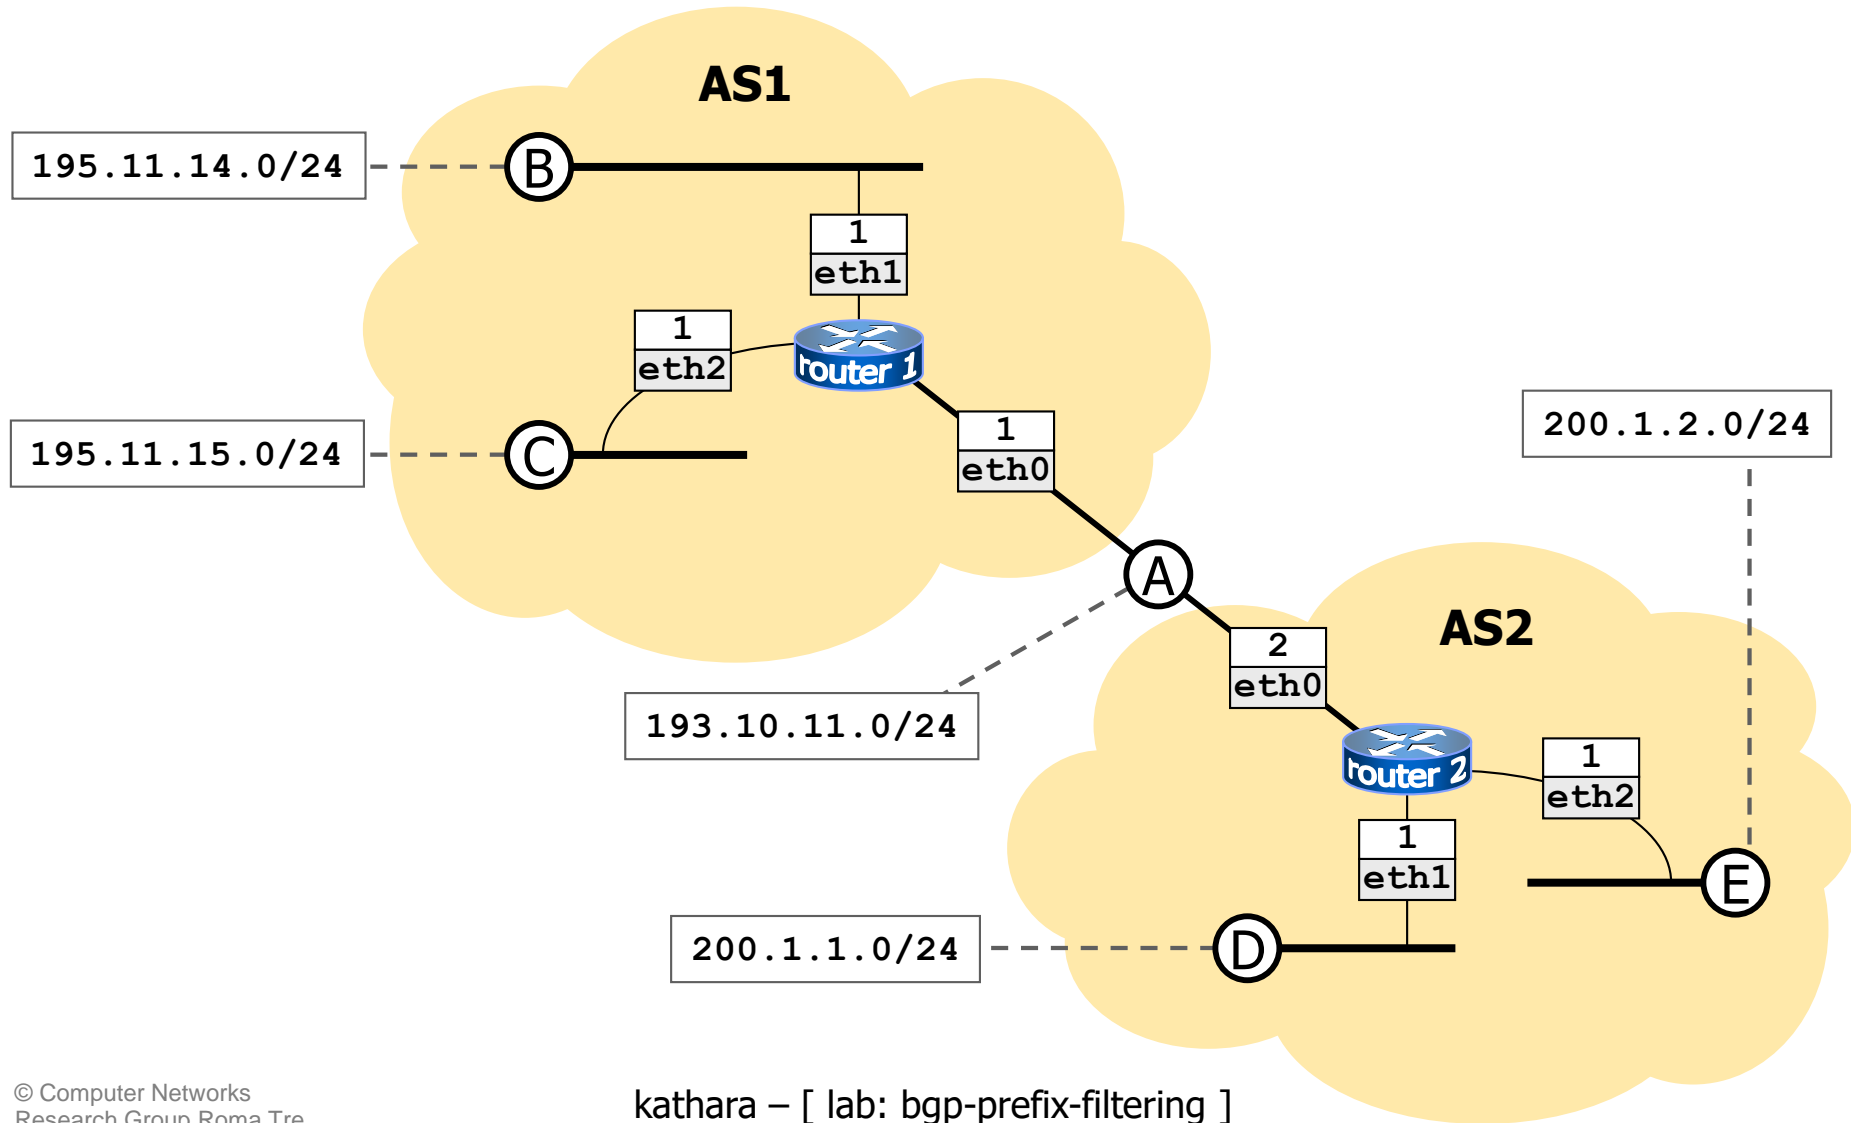 AS1
195.11.14.0/24
B
1
eth1
1
eth2
router 1
195.11.15.0/24
C
1
eth0
200.1.2.0/24
A
AS2
2
eth0
193.10.11.0/24
router 2
1
eth2
1
eth1
E
200.1.1.0/24
D
© Computer Networks
Research Group Roma Tre
kathara – [ lab: bgp-prefix-filtering ]